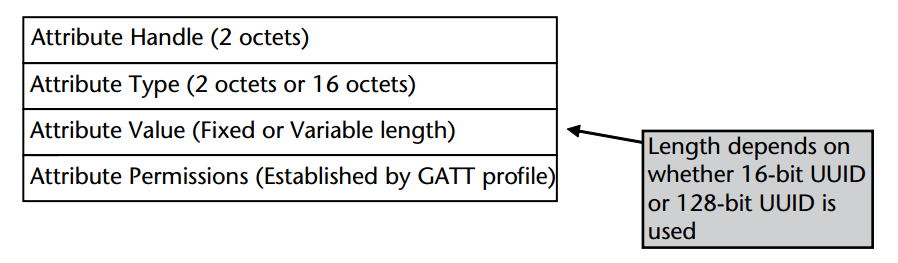 Attribute Handle (2 octets)
Attribute Type (2 octets or 16 octets)
Attribute Value (Fixed or Variable length)
Attribute Permissions (Established by GATT profile)
Length depends on
whether 16-bit UUID
or 128-bit UUID is
used